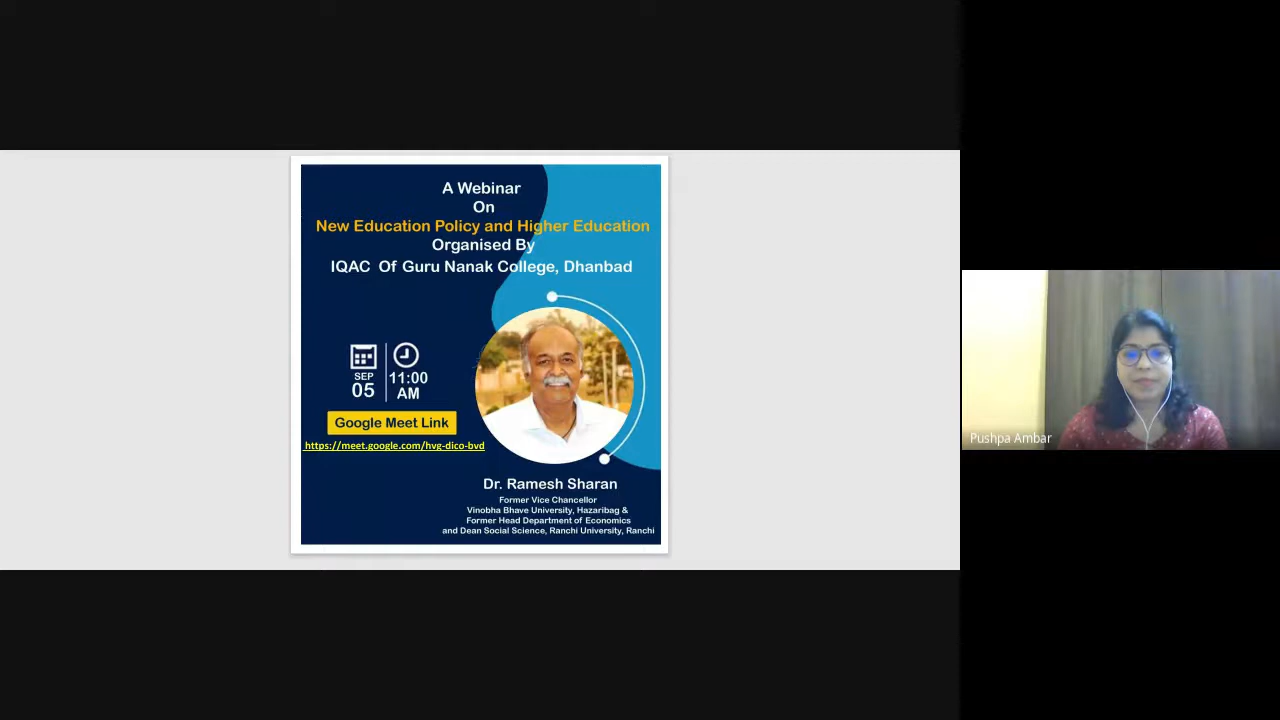 A Webinar
On
New Education Policy and Higher Education
Organised By
IQAC Of Guru Nanak College, Dhanbad
SEP
05
11:00
AM
Google Meet Link
https://meet.google.com/hvg-dico-bvd
Dr. Ramesh Sharan
Former Vice Chancellor
Vinobha Bhave University, Hazaribag &
Former Head Department of Economics
and Dean Social Science, Ranchi University, Ranchi
Pushpa Ambar